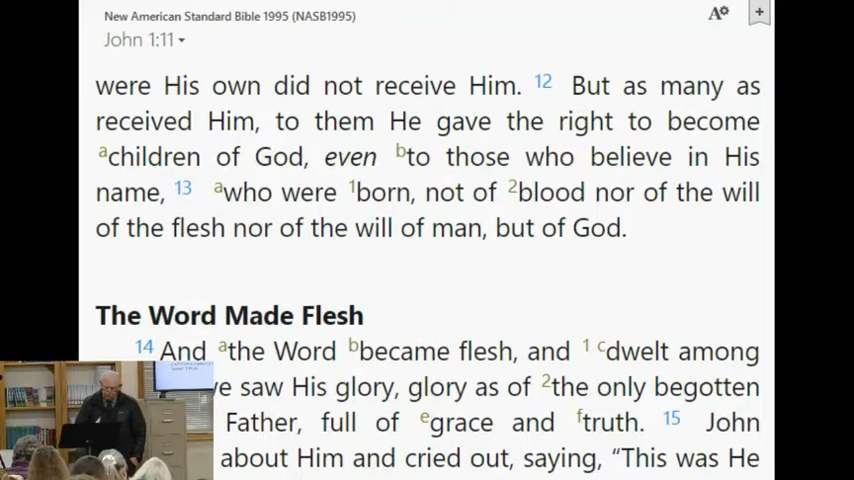 New American Standard Bible 1995 (NASB1995)
John 1:11
were His own did not receive Him. 12 But as many as
received Him, to them He gave the right to become
achildren of God, even bto those who believe in His
name, 13 awho were 1born, not of 2blood nor of the will
of the flesh nor of the will of man, but of God.
The Word Made Flesh
14 And athe Word bbecame flesh, and 1 cdwelt among
saw His glory, glory as of 2the only begotten
Father, full of egrace and ftruth. 15 John
about Him and cried out, saying, “This was He